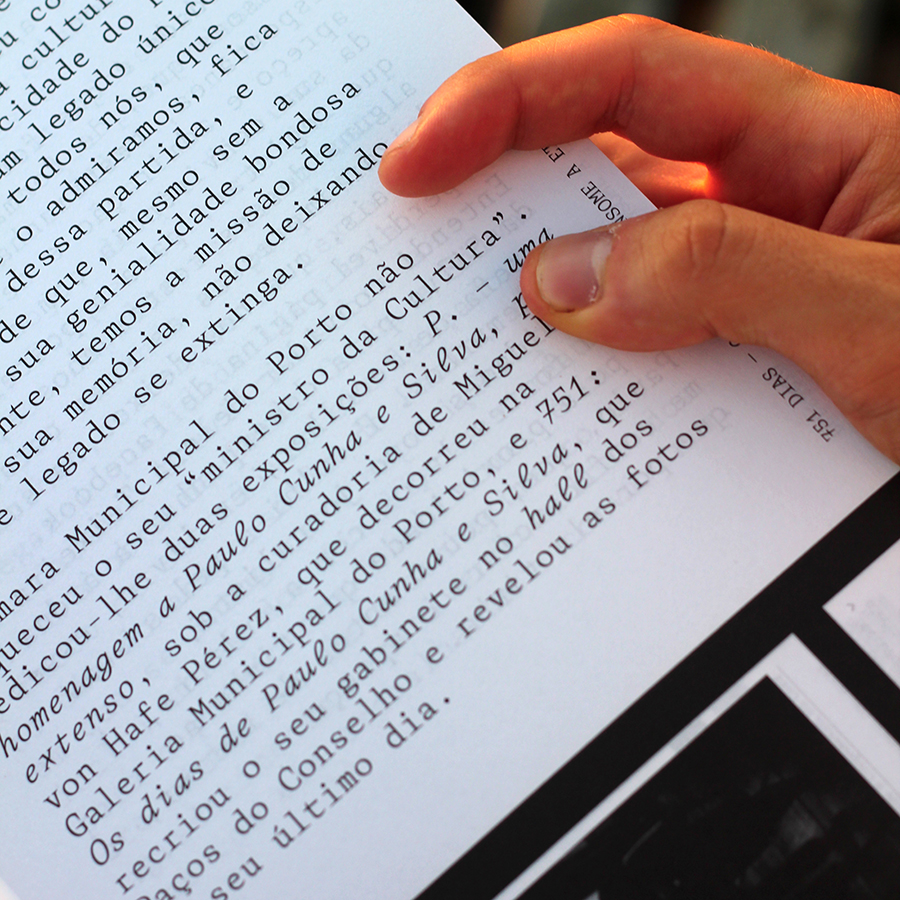 cultur
cidade do
m legado único
todos nós, que
o admiramos, fica
dessa partida, e
de que, mesmo sem a
sua genialidade bondosa
nte, temos a missão de
sua memória, não deixando
e legado se extinga.
mara Municipal do Porto não
queceu o seu “ministro da Cultura”.
edicou-lhe duas exposições: P. – uma
homenagem a Paulo Cunha e Silva, p
extenso, sob a curadoria de Miguel
von Hafe Pérez, que decorreu na
Galeria Municipal do Porto, e 751:
Os dias de Paulo Cunha e Silva, que
recriou o seu gabinete no hall dos
Paços do Conselho e revelou as fotos
seu último dia.
NSOME A ET
751 DIAS –